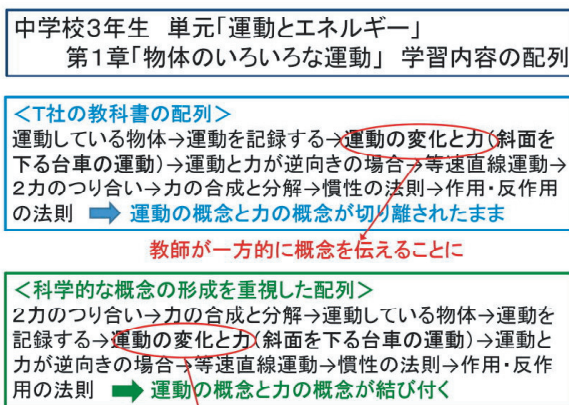 中学校3年生 単元「運動とエネルギー」
第1章「物体のいろいろな運動」 学習内容の配列
＜T社の教科書の配列＞
運動している物体→運動を記録する→運動の変化と力(斜面を
下る台車の運動)→運動と力が逆向きの場合→等速直線運動→
2力のつり合い→力の合成と分解→慣性の法則→作用・反作用
の法則 ➡ 運動の概念と力の概念が切り離されたまま
教師が一方的に概念を伝えることに
＜科学的な概念の形成を重視した配列＞
2力のつり合い→力の合成と分解→運動している物体→運動を
記録する→運動の変化と力(斜面を下る台車の運動)→運動と
力が逆向きの場合→等速直線運動→慣性の法則→作用・反作
用の法則 ➡ 運動の概念と力の概念が結び付く